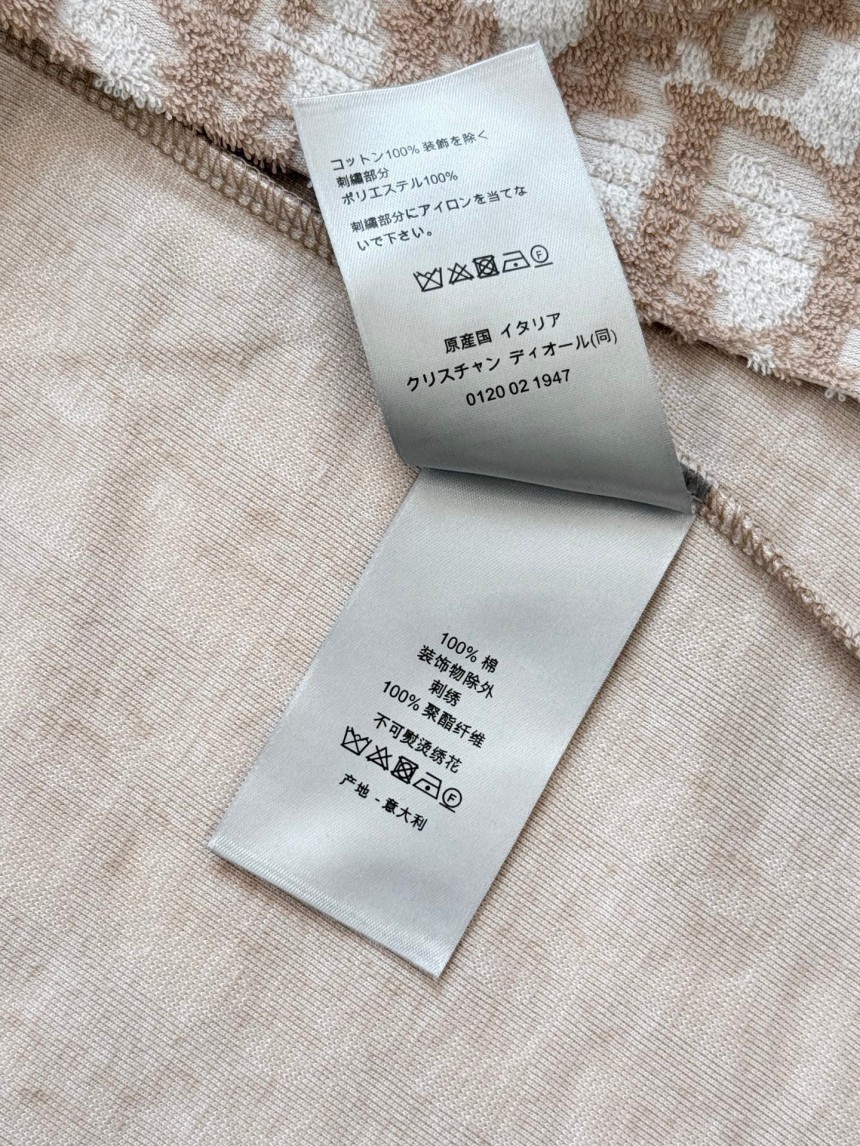 コットン100% 装飾を除く
刺繍部分
ポリエステル100%
刺繍部分にアイロンを当てな
いで下さい。
F
原産国 イタリア
クリスチャン ディオール(同)
0120 02 1947
100% 棉
装饰物除外
刺绣
100% 聚酯纤维
不可熨烫绣花
F
产地 - 意大利